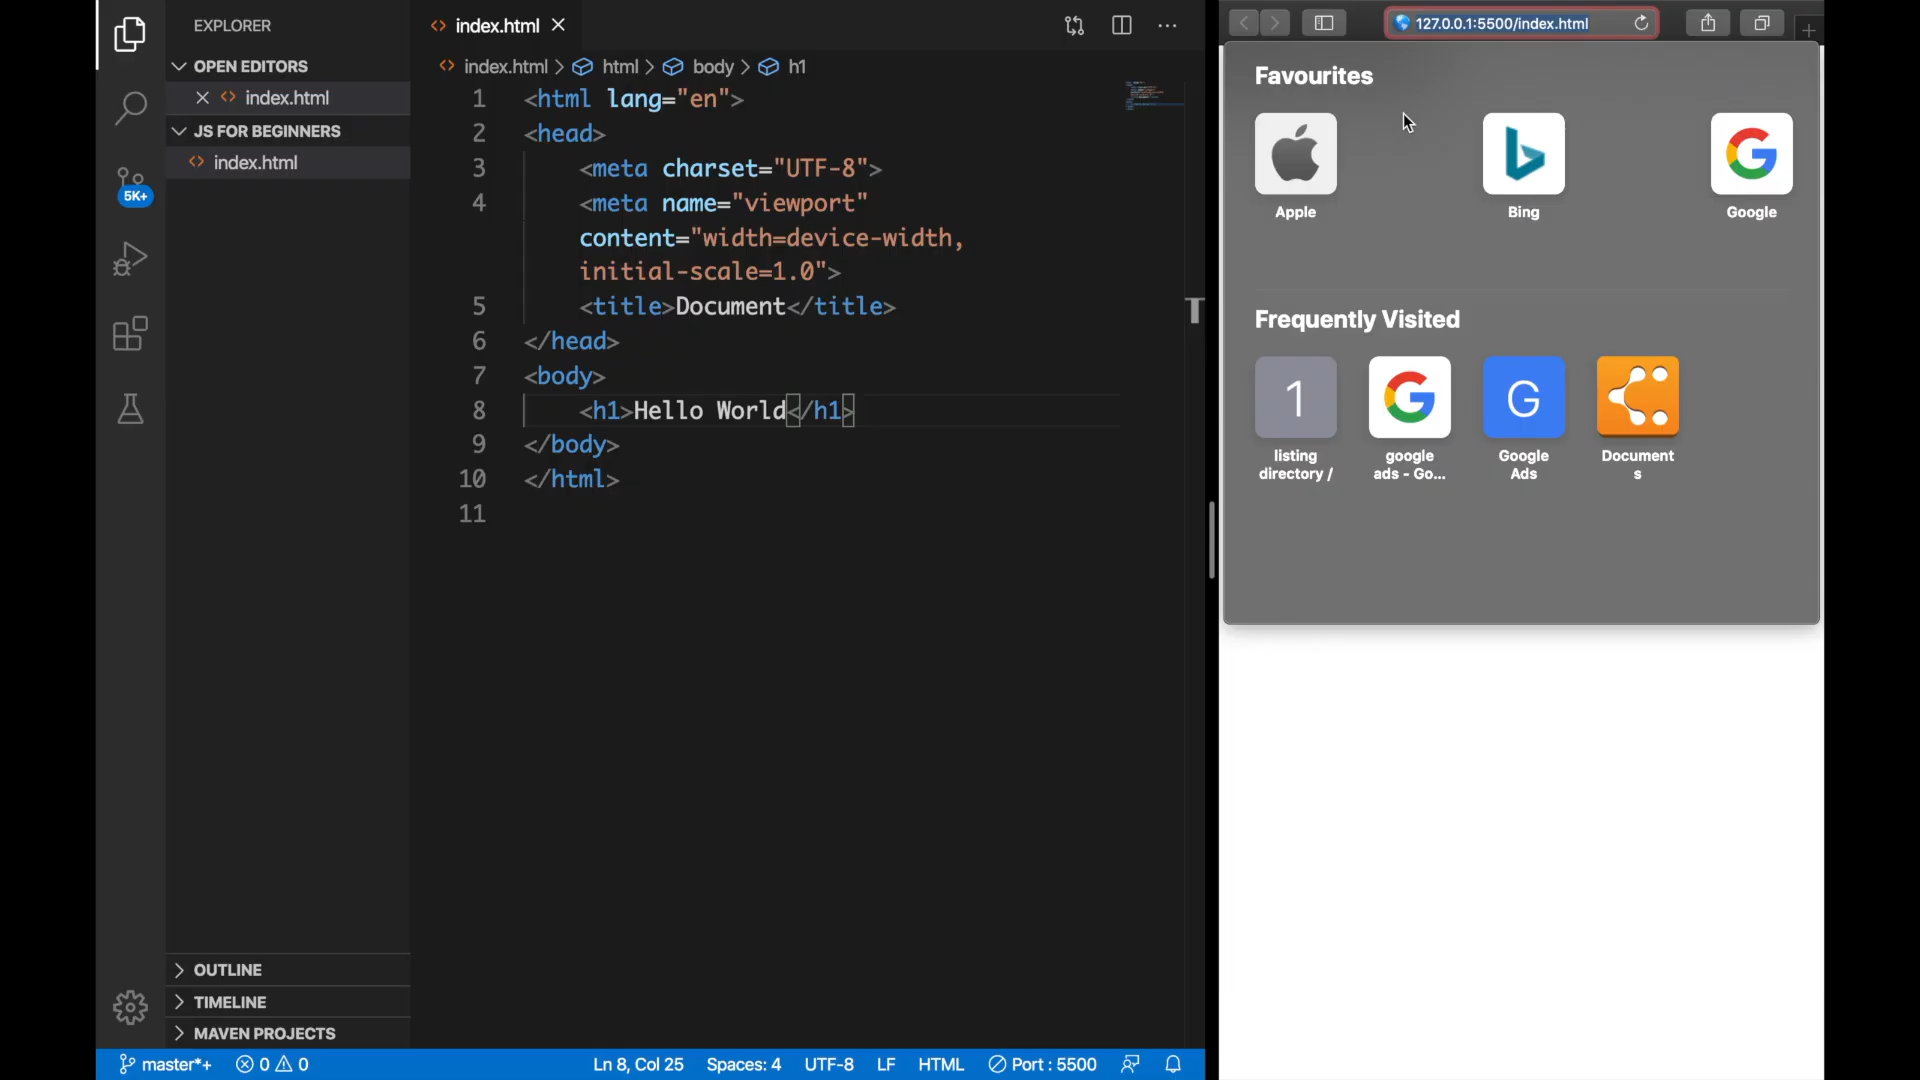 EXPLORER
OPEN EDITORS
index.html
JS FOR BEGINNERS
index.html
5K+
OUTLINE
TIMELINE
MAVEN PROJECTS
index.html
index.html > html > body > h1
1 <html lang="en">
2 <head>
3 <meta charset="UTF-8">
4 <meta name="viewport"
content="width=device-width,
initial-scale=1.0">
5 <title>Document</title>
6 </head>
7 <body>
8 <h1>Hello World</h1>
9 </body>
10 </html>
11
T
master*+ 0 0 Ln 8, Col 25 Spaces: 4 UTF-8 LF HTML Port : 5500
127.0.0.1:5500/index.html
Favourites
Apple Bing Google
Frequently Visited
1 G
listing
directory /
google
ads - Go...
Google
Ads
Document
s